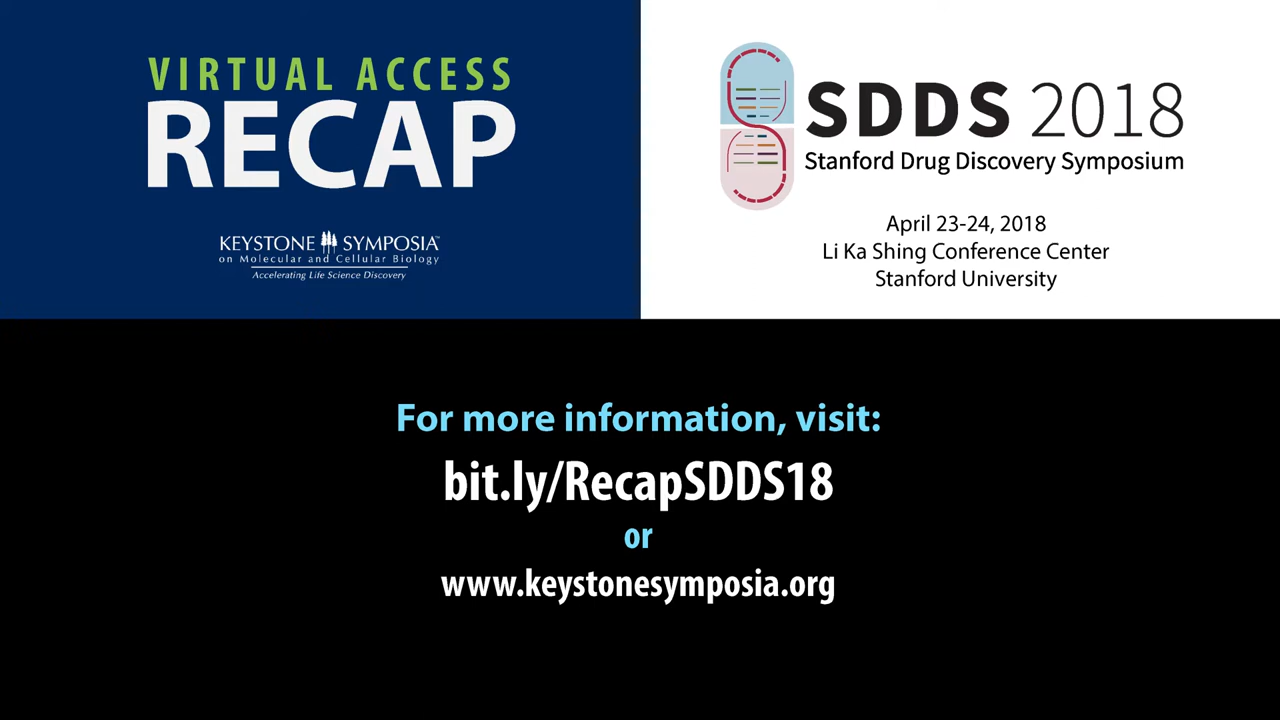 VIRTUAL ACCESS
RECAP
KEYSTONE SYMPOSIA™
on Molecular and Cellular Biology
Accelerating Life Science Discovery
SDDS 2018
Stanford Drug Discovery Symposium
April 23-24, 2018
Li Ka Shing Conference Center
Stanford University
For more information, visit:
bit.ly/RecapSDDS18
or
www.keystonesymposia.org